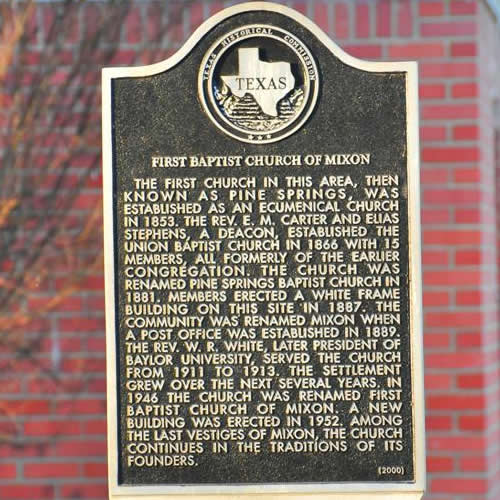 TEXAS HISTORICAL COMMISSION
TEXAS
FIRST BAPTIST CHURCH OF MIXON
THE FIRST CHURCH IN THIS AREA, THEN
KNOWN AS PINE SPRINGS, WAS
ESTABLISHED AS AN ECUMENICAL CHURCH
IN 1853. THE REV. E. M. CARTER AND ELIAS
STEPHENS, A DEACON, ESTABLISHED THE
UNION BAPTIST CHURCH IN 1866 WITH 15
MEMBERS, ALL FORMERLY OF THE EARLIER
CONGREGATION. THE CHURCH WAS
RENAMED PINE SPRINGS BAPTIST CHURCH IN
1881. MEMBERS ERECTED A WHITE FRAME
BUILDING ON THIS SITE IN 1887. THE
COMMUNITY WAS RENAMED MIXON WHEN
A POST OFFICE WAS ESTABLISHED IN 1889.
THE REV. W. R. WHITE, LATER PRESIDENT OF
BAYLOR UNIVERSITY, SERVED THE CHURCH
FROM 1911 TO 1913. THE SETTLEMENT
GREW OVER THE NEXT SEVERAL YEARS. IN
1946 THE CHURCH WAS RENAMED FIRST
BAPTIST CHURCH OF MIXON. A NEW
BUILDING WAS ERECTED IN 1952. AMONG
THE LAST VESTIGES OF MIXON, THE CHURCH
CONTINUES IN THE TRADITIONS OF ITS
FOUNDERS.
(2000)